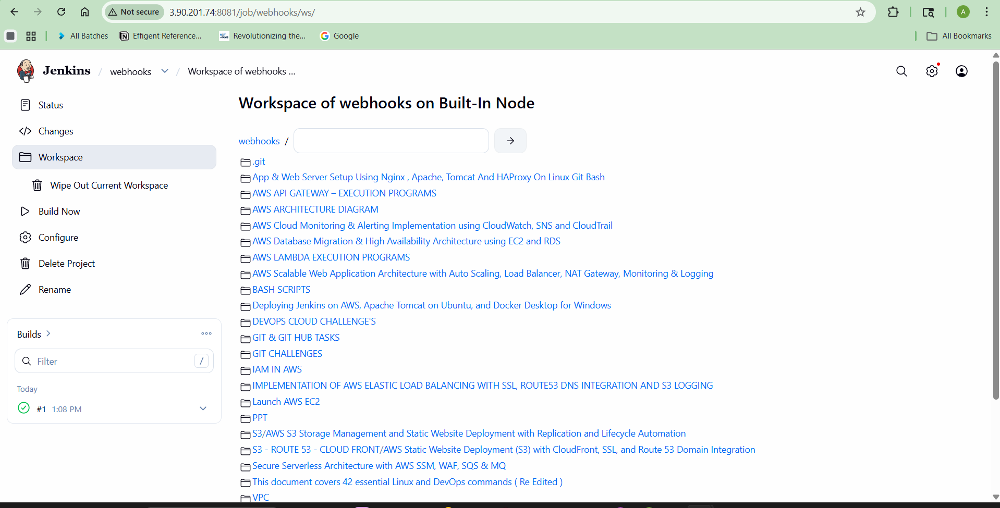 Not secure 3.90.201.74:8081/job/webhooks/ws/ A
All Batches Effigent Reference... Revolutionizing the... Google All Bookmarks
Jenkins / webhooks / Workspace of webhooks ...
Status
Changes
Workspace
Wipe Out Current Workspace
Build Now
Configure
Delete Project
Rename
Builds
Filter /
Today
#1 1:08 PM
Workspace of webhooks on Built-In Node
webhooks /
.git
App & Web Server Setup Using Nginx , Apache, Tomcat And HAProxy On Linux Git Bash
AWS API GATEWAY – EXECUTION PROGRAMS
AWS ARCHITECTURE DIAGRAM
AWS Cloud Monitoring & Alerting Implementation using CloudWatch, SNS and CloudTrail
AWS Database Migration & High Availability Architecture using EC2 and RDS
AWS LAMBDA EXECUTION PROGRAMS
AWS Scalable Web Application Architecture with Auto Scaling, Load Balancer, NAT Gateway, Monitoring & Logging
BASH SCRIPTS
Deploying Jenkins on AWS, Apache Tomcat on Ubuntu, and Docker Desktop for Windows
DEVOPS CLOUD CHALLENGE'S
GIT & GIT HUB TASKS
GIT CHALLENGES
IAM IN AWS
IMPLEMENTATION OF AWS ELASTIC LOAD BALANCING WITH SSL, ROUTE53 DNS INTEGRATION AND S3 LOGGING
Launch AWS EC2
PPT
S3/AWS S3 Storage Management and Static Website Deployment with Replication and Lifecycle Automation
S3 - ROUTE 53 - CLOUD FRONT/AWS Static Website Deployment (S3) with CloudFront, SSL, and Route 53 Domain Integration
Secure Serverless Architecture with AWS SSM, WAF, SQS & MQ
This document covers 42 essential Linux and DevOps commands ( Re Edited )
VPC